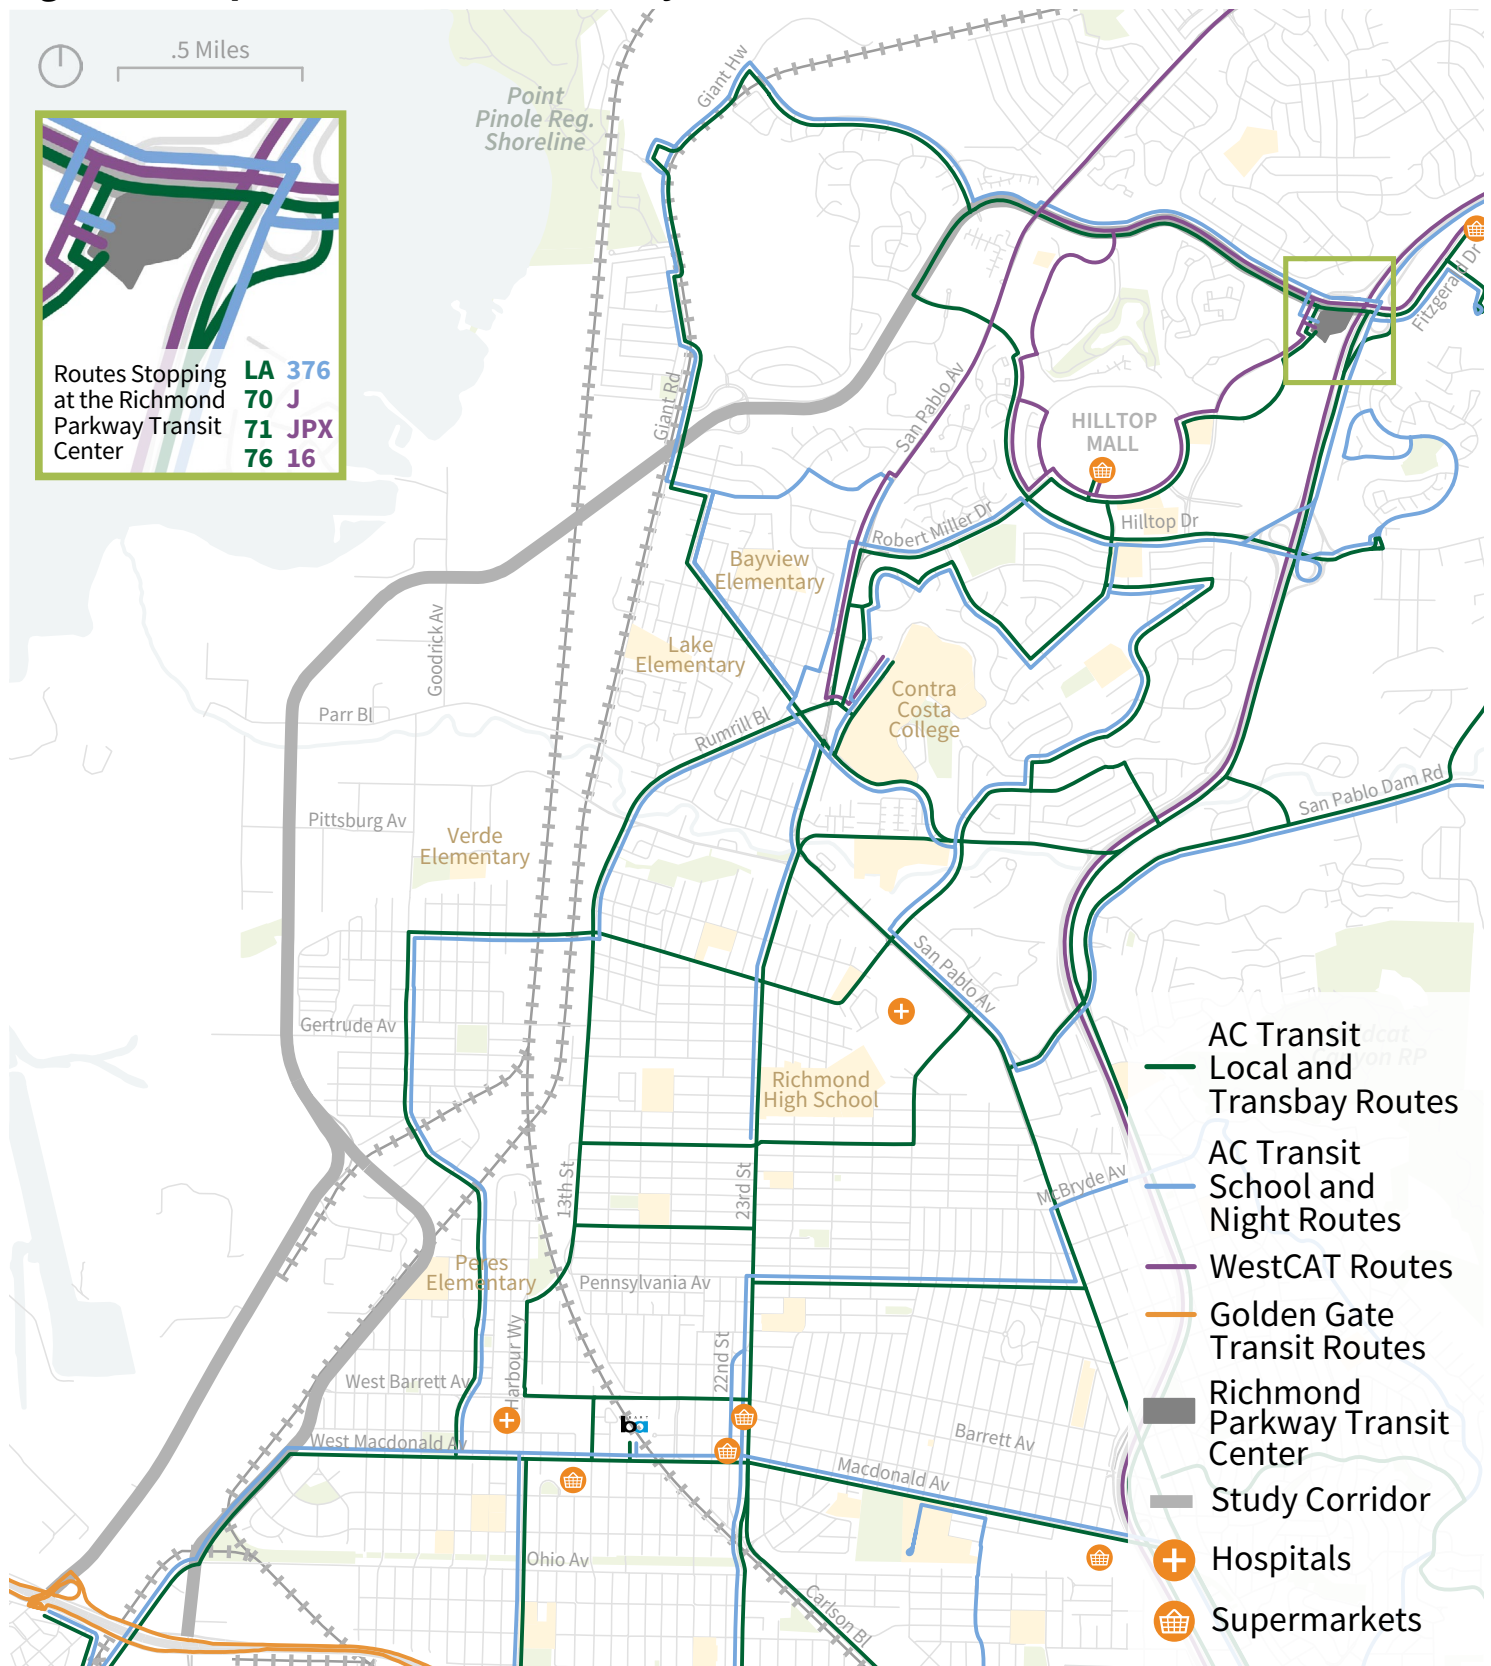 .5 Miles
Point
Pinole Reg.
Shoreline
Giant Hw
Routes Stopping
at the Richmond
Parkway Transit
Center
LA 376
70 J
71 JPX
76 16
Fitzgerald Dr
Giant Rd
San Pablo Av
HILLTOP
MALL
Robert Miller Dr
Hilltop Dr
Bayview
Elementary
Goodrick Av
Lake
Elementary
Contra
Costa
College
Parr Bl
Rumrill Bl
San Pablo Dam Rd
Pittsburg Av
Verde
Elementary
San Pablo Av
Gertrude Av
Richmond
High School
13th St
23rd St
McBryde Av
Peres
Elementary
Pennsylvania Av
Harbour Wy
22nd St
West Barrett Av
West Macdonald Av
ba
Barrett Av
Macdonald Av
Ohio Av
Carlson Bl
AC Transit
Local and
Transbay Routes
AC Transit
School and
Night Routes
WestCAT Routes
Golden Gate
Transit Routes
Richmond
Parkway Transit
Center
Study Corridor
Hospitals
Supermarkets